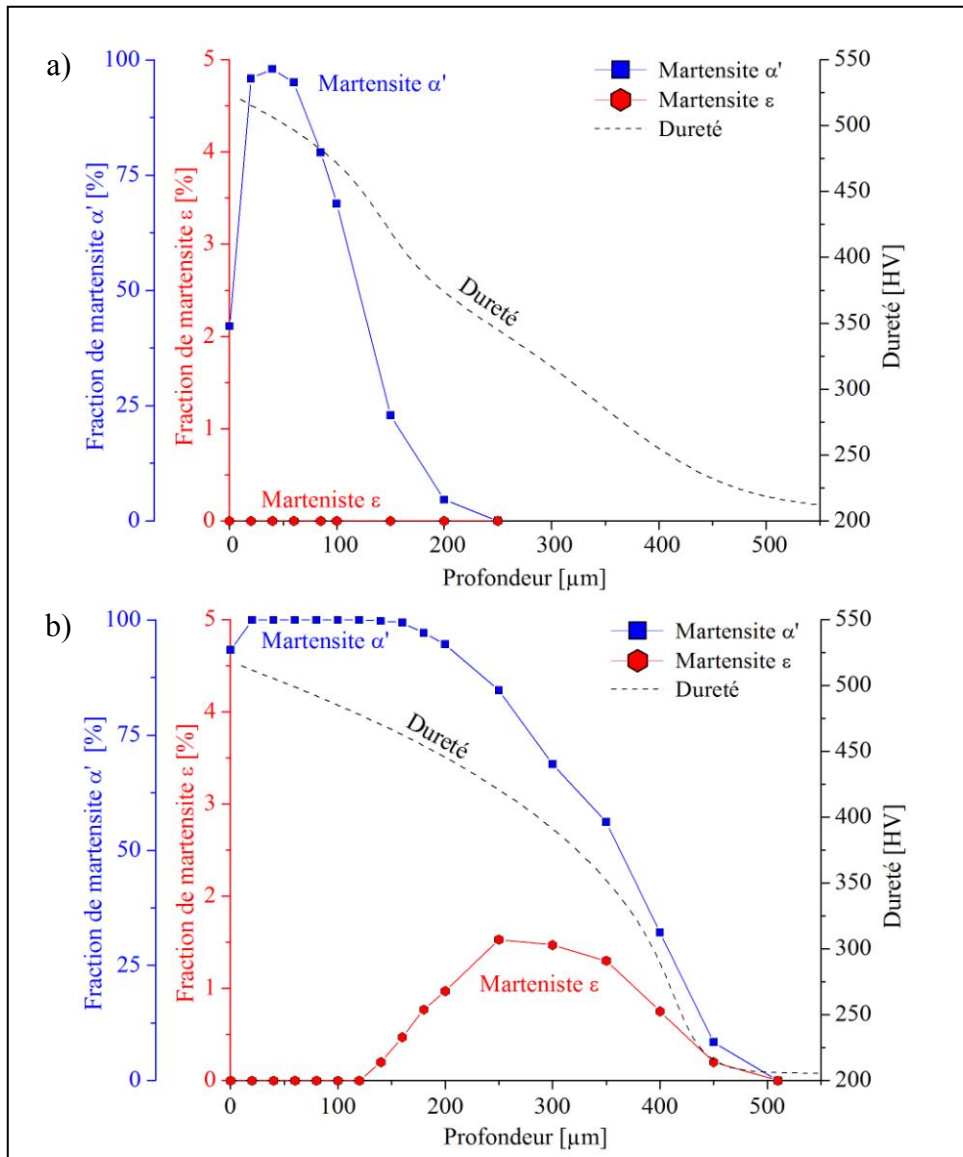 a)
Fraction de martensite α' [%]
100
75
50
25
0
Fraction de martensite ε [%]
5
4
3
2
1
0
Martensite α'
Martensite α'
Martensite ε
Dureté
Dureté
Marteniste ε
550
500
450
400
350
300
250
200
Dureté [HV]
0 100 200 300 400 500
Profondeur [µm]
b)
Fraction de martensite α' [%]
100
75
50
25
0
Fraction de martensite ε [%]
5
4
3
2
1
0
Martensite α'
Martensite α'
Martensite ε
Dureté
Dureté
Marteniste ε
550
500
450
400
350
300
250
200
Dureté [HV]
0 100 200 300 400 500
Profondeur [µm]